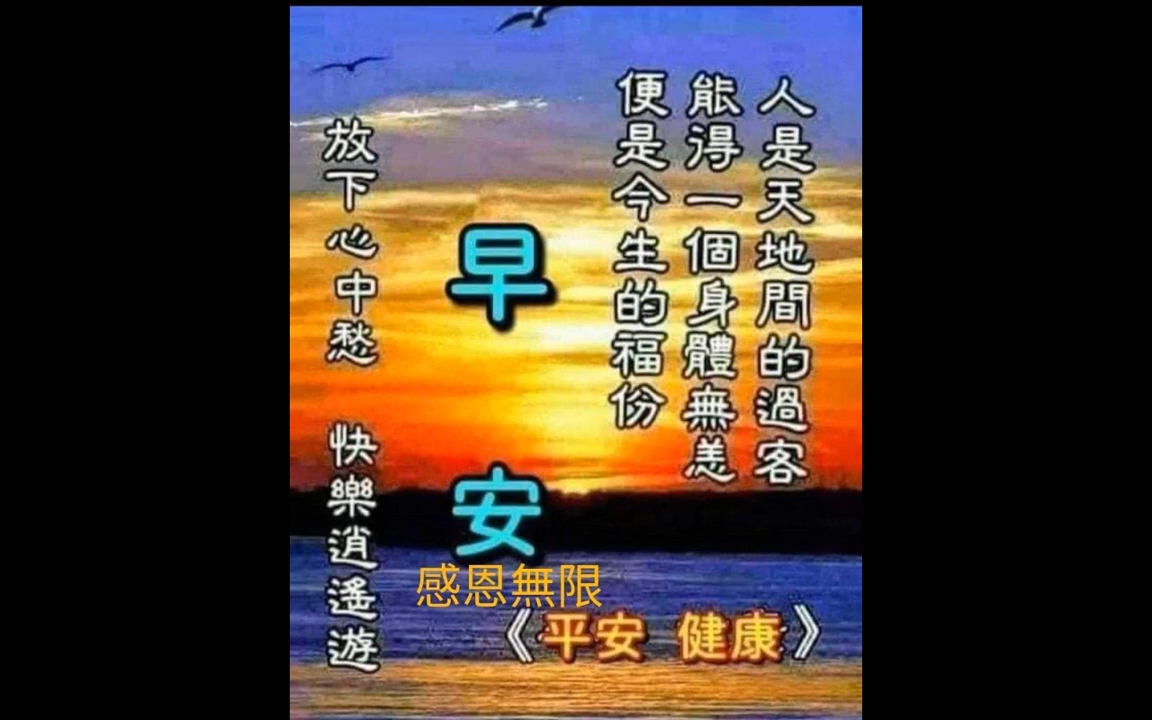 人是天地間的過客
能得一個身體無恙
便是今生的福份
早安
放下心中愁 快樂逍遙遊
感恩無限
《平安 健康》